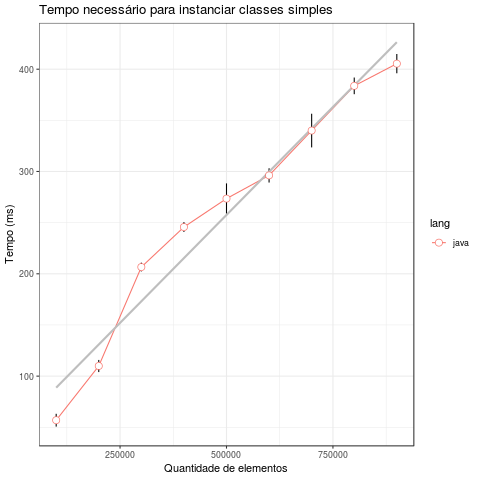 Tempo necessário para instanciar classes simples
400
300
200
100
Tempo (ms)
250000
500000
750000
Quantidade de elementos
lang
java